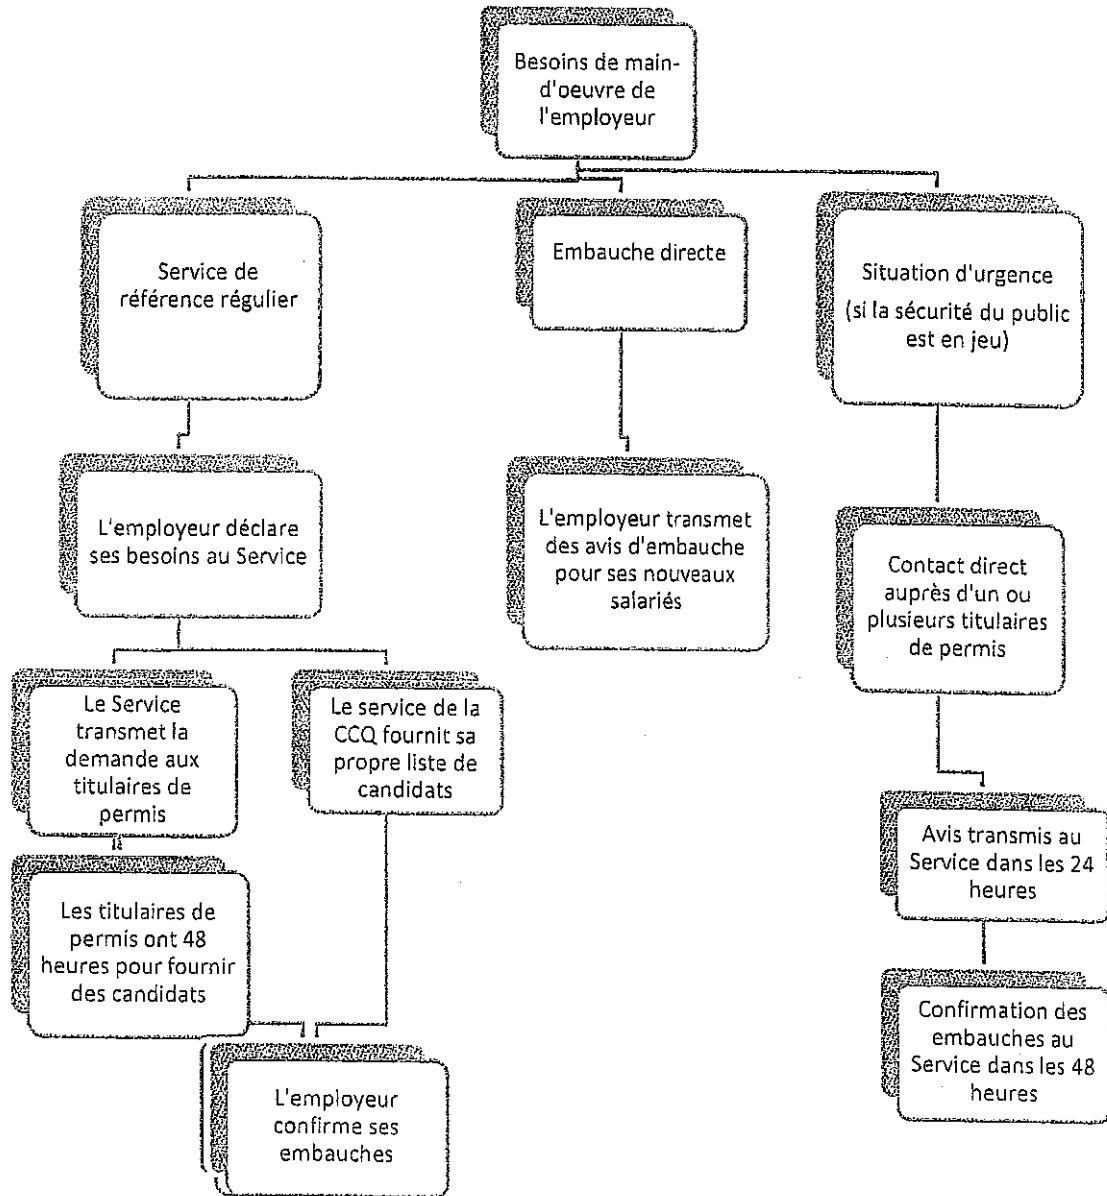 Besoins de main-
d'oeuvre de
l'employeur
Service de
référence régulier
Embauche directe
Situation d'urgence
(si la sécurité du public
est en jeu)
L'employeur déclare
ses besoins au Service
L'employeur transmet
des avis d'embauche
pour ses nouveaux
salariés
Contact direct
auprès d'un ou
plusieurs titulaires
de permis
Le Service
transmet la
demande aux
titulaires de
permis
Le service de la
CCQ fournit sa
propre liste de
candidats
Avis transmis au
Service dans les 24
heures
Les titulaires de
permis ont 48
heures pour fournir
des candidats
Confirmation des
embauches au
Service dans les 48
heures
L'employeur
confirme ses
embauches